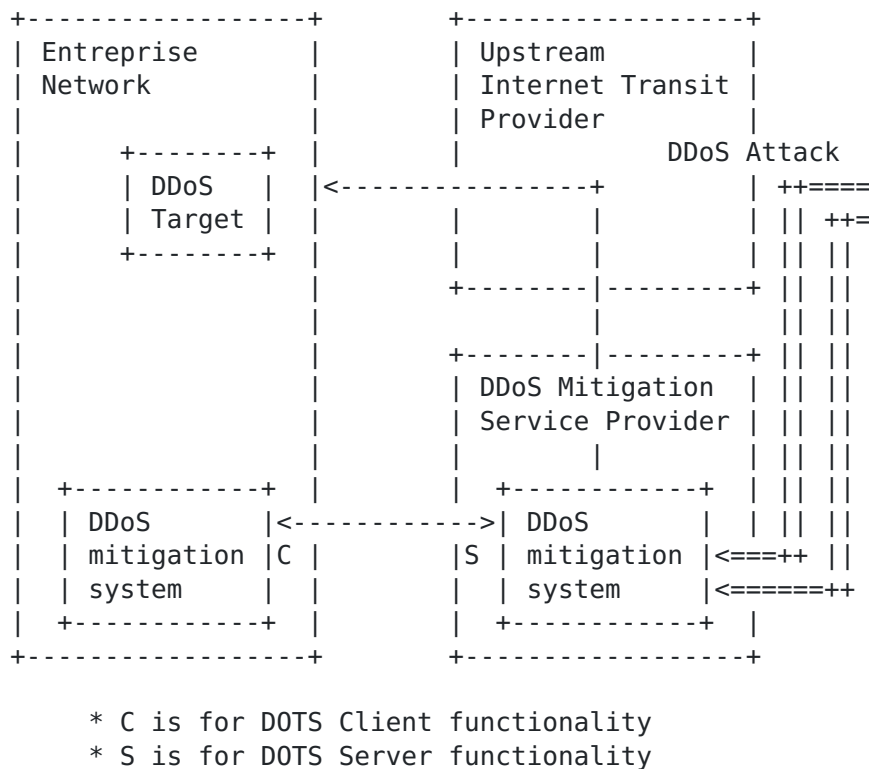 Entreprise Network
Upstream Internet Transit Provider
DDoS Attack
DDoS Target
DDoS Mitigation Service Provider
DDoS mitigation system
C
S
DDoS mitigation system
* C is for DOTS Client functionality
* S is for DOTS Server functionality